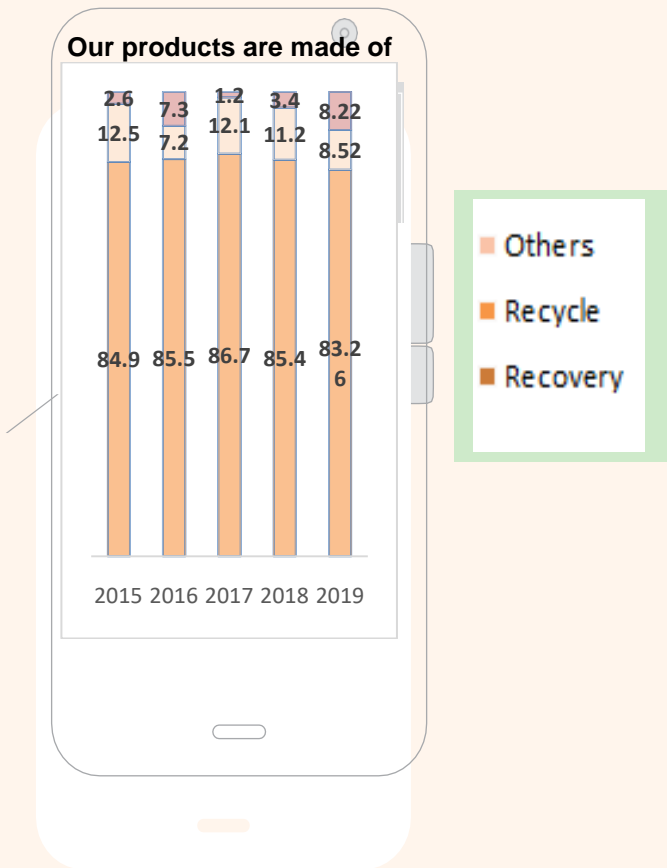 Our products are made of
2.6 7.3 1.2 3.4 8.22
12.5 7.2 12.1 11.2 8.52
84.9 85.5 86.7 85.4 83.2
6
2015 2016 2017 2018 2019
Others
Recycle
Recovery